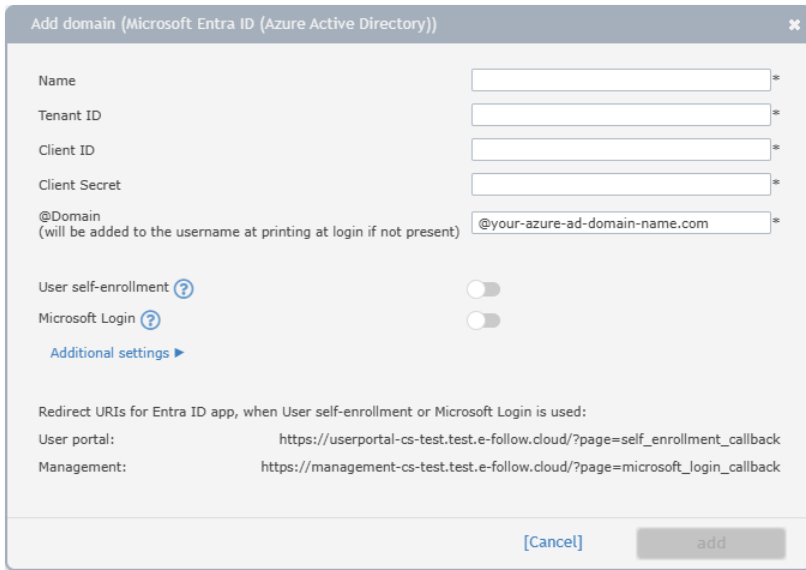 Add domain (Microsoft Entra ID (Azure Active Directory))
Name *
Tenant ID *
Client ID *
Client Secret *
@Domain
(will be added to the username at printing at login if not present) @your-azure-ad-domain-name.com *
User self-enrollment ?
Microsoft Login ?
Additional settings ▶
Redirect URIs for Entra ID app, when User self-enrollment or Microsoft Login is used:
User portal: https://userportal-cs-test.test.e-follow.cloud/?page=self_enrollment_callback
Management: https://management-cs-test.test.e-follow.cloud/?page=microsoft_login_callback
[Cancel] add